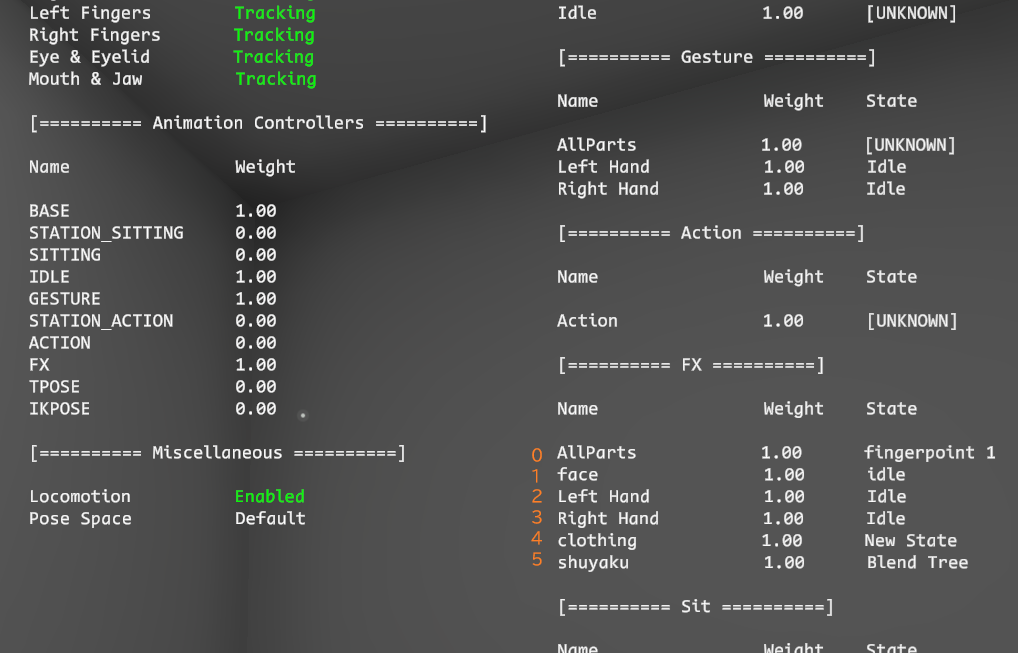 Left Fingers Tracking
Right Fingers Tracking
Eye & Eyelid Tracking
Mouth & Jaw Tracking
[========== Animation Controllers ==========]
Name Weight
BASE 1.00
STATION_SITTING 0.00
SITTING 0.00
IDLE 1.00
GESTURE 1.00
STATION_ACTION 0.00
ACTION 0.00
FX 1.00
TPOSE 0.00
IKPOSE 0.00
[========== Miscellaneous ==========]
Locomotion Enabled
Pose Space Default
Idle 1.00 [UNKNOWN]
[========== Gesture ==========]
Name Weight State
AllParts 1.00 [UNKNOWN]
Left Hand 1.00 Idle
Right Hand 1.00 Idle
[========== Action ==========]
Name Weight State
Action 1.00 [UNKNOWN]
[========== FX ==========]
Name Weight State
0 AllParts 1.00 fingerpoint 1
1 face 1.00 idle
2 Left Hand 1.00 Idle
3 Right Hand 1.00 Idle
4 clothing 1.00 New State
5 shuyaku 1.00 Blend Tree
[========== Sit ==========]
Name Weight State